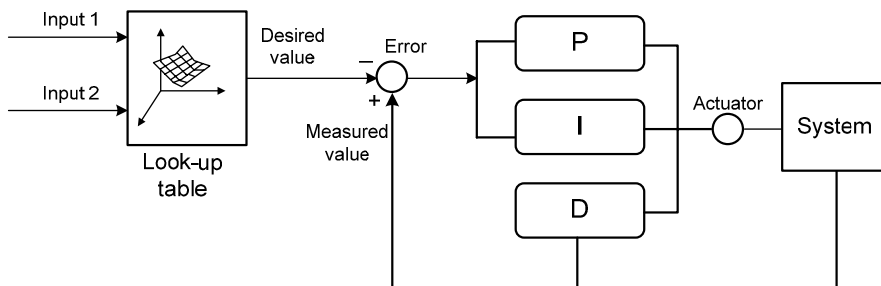 Input 1
Input 2
Look-up
table
Desired
value
−
+
Error
Measured
value
P
I
D
Actuator
System